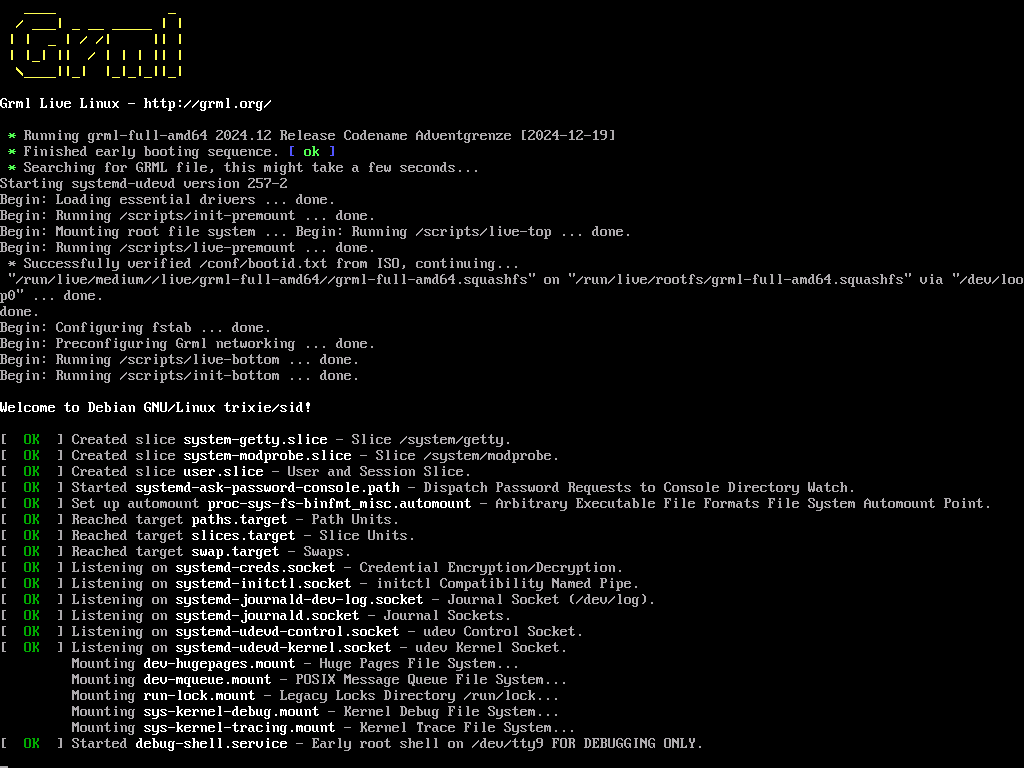 Grml
Grml Live Linux - http://grml.org/
* Running grml-full-amd64 2024.12 Release Codename Adventgrenze [2024-12-19]
* Finished early booting sequence. [ ok ]
* Searching for GRML file, this might take a few seconds...
Starting systemd-udevd version 257-2
Begin: Loading essential drivers ... done.
Begin: Running /scripts/init-premount ... done.
Begin: Mounting root file system ... Begin: Running /scripts/live-top ... done.
Begin: Running /scripts/live-premount ... done.
* Successfully verified /conf/bootid.txt from ISO, continuing...
"/run/live/medium//live/grml-full-amd64//grml-full-amd64.squashfs" on "/run/live/rootfs/grml-full-amd64.squashfs" via "/dev/loo
p0" ... done.
done.
Begin: Configuring fstab ... done.
Begin: Preconfiguring Grml networking ... done.
Begin: Running /scripts/live-bottom ... done.
Begin: Running /scripts/init-bottom ... done.
Welcome to Debian GNU/Linux trixie/sid!
[  OK  ] Created slice system-getty.slice - Slice /system/getty.
[  OK  ] Created slice system-modprobe.slice - Slice /system/modprobe.
[  OK  ] Created slice user.slice - User and Session Slice.
[  OK  ] Started systemd-ask-password-console.path - Dispatch Password Requests to Console Directory Watch.
[  OK  ] Set up automount proc-sys-fs-binfmt_misc.automount - Arbitrary Executable File Formats File System Automount Point.
[  OK  ] Reached target paths.target - Path Units.
[  OK  ] Reached target slices.target - Slice Units.
[  OK  ] Reached target swap.target - Swaps.
[  OK  ] Listening on systemd-creds.socket - Credential Encryption/Decryption.
[  OK  ] Listening on systemd-initctl.socket - initctl Compatibility Named Pipe.
[  OK  ] Listening on systemd-journald-dev-log.socket - Journal Socket (/dev/log).
[  OK  ] Listening on systemd-journald.socket - Journal Sockets.
[  OK  ] Listening on systemd-udevd-control.socket - udev Control Socket.
[  OK  ] Listening on systemd-udevd-kernel.socket - udev Kernel Socket.
Mounting dev-hugepages.mount - Huge Pages File System...
Mounting dev-mqueue.mount - POSIX Message Queue File System...
Mounting run-lock.mount - Legacy Locks Directory /run/lock...
Mounting sys-kernel-debug.mount - Kernel Debug File System...
Mounting sys-kernel-tracing.mount - Kernel Trace File System...
[  OK  ] Started debug-shell.service - Early root shell on /dev/tty9 FOR DEBUGGING ONLY.